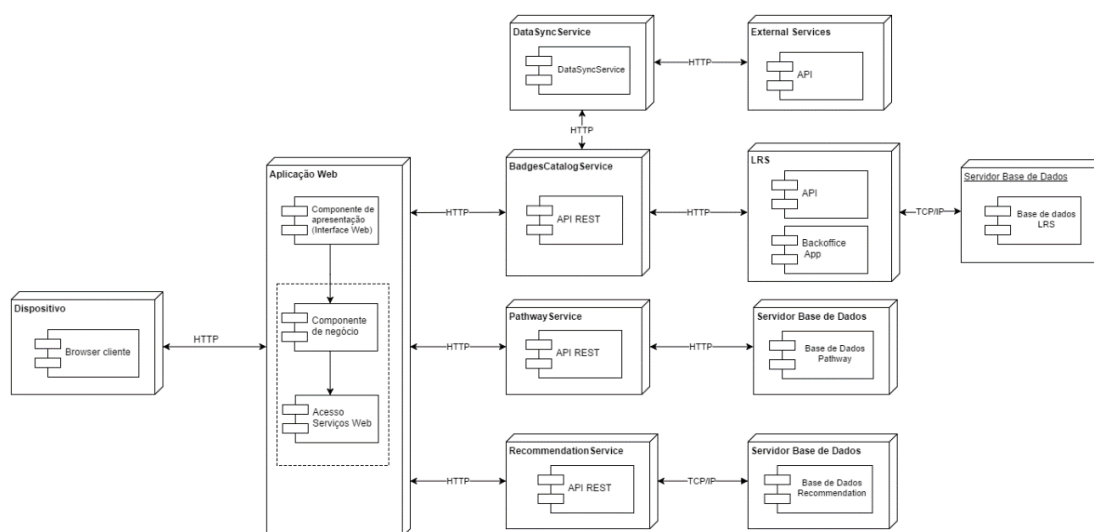 DataSyncService
DataSyncService
HTTP
External Services
API
HTTP
Aplicação Web
Componente de
apresentação
(Interface Web)
HTTP
BadgesCatalogService
API REST
HTTP
LRS
API
Backoffice
App
TCP/IP
Servidor Base de Dados
Base de dados
LRS
Dispositivo
Browser cliente
HTTP
Componente
de negócio
Acesso
Serviços Web
HTTP
PathwayService
API REST
HTTP
Servidor Base de Dados
Base de Dados
Pathway
HTTP
RecommendationService
API REST
TCP/IP
Servidor Base de Dados
Base de Dados
Recommendation